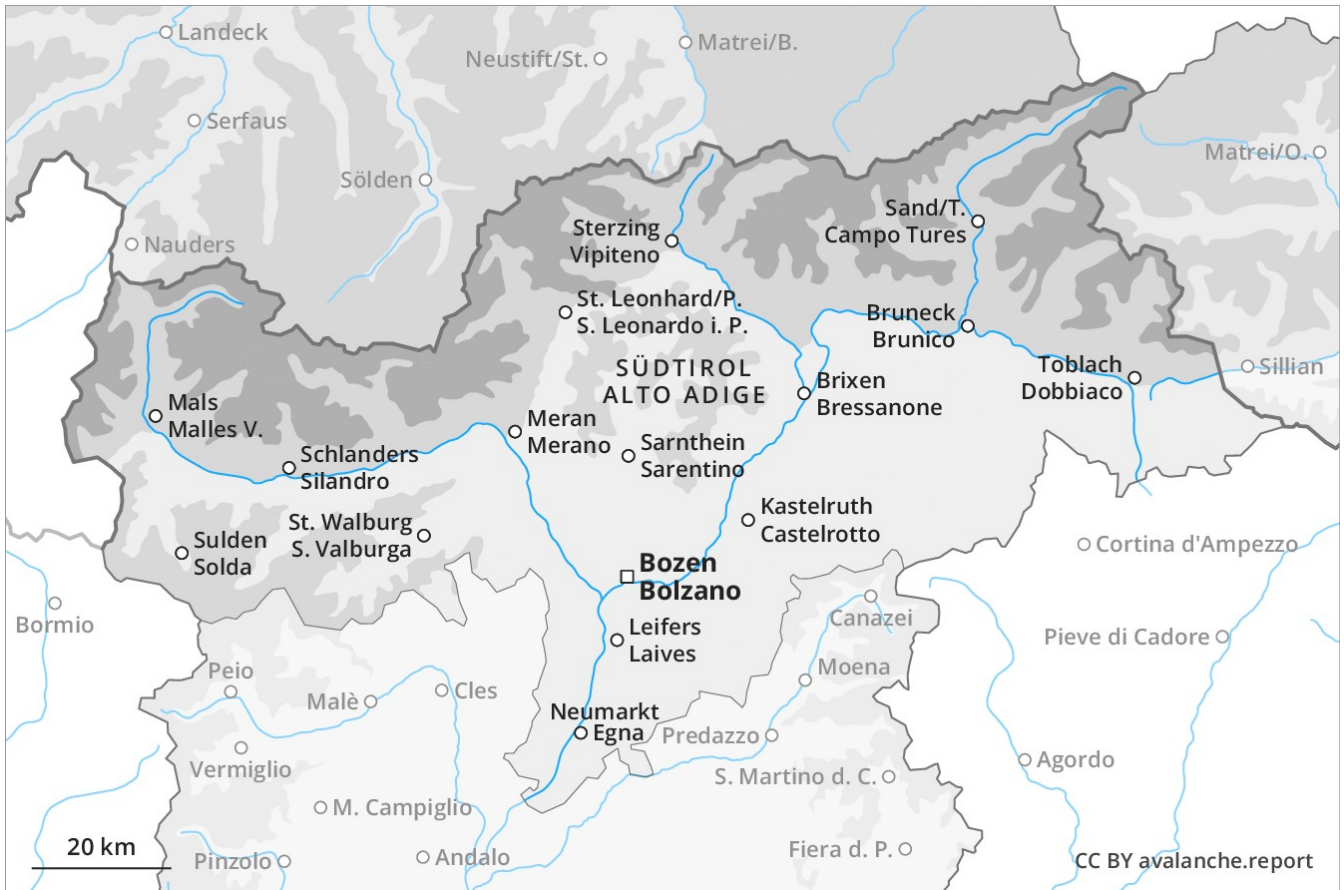 Landeck
Neustift/St.
Matrei/B.
Serfaus
Matrei/O.
Sölden
Nauders
Sterzing
Vipiteno
Sand/T.
Campo Tures
St. Leonhard/P.
S. Leonardo i. P.
Bruneck
Brunico
SÜDTIROL
ALTO ADIGE
Toblach
Dobbiaco
Sillian
Brixen
Bressanone
Mals
Malles V.
Meran
Merano
Sarnthein
Sarentino
Schlanders
Silandro
Kastelruth
Castelrotto
St. Walburg
S. Valburga
Sulden
Solda
Cortina d'Ampezzo
Bozen
Bolzano
Bormio
Canazei
Leifers
Laives
Pieve di Cadore
Peio
Moena
Malè
Cles
Neumarkt
Egna
Predazzo
Vermiglio
Agordo
S. Martino d. C.
M. Campiglio
20 km
Pinzolo
Andalo
Fiera d. P.
CC BY avalanche.report